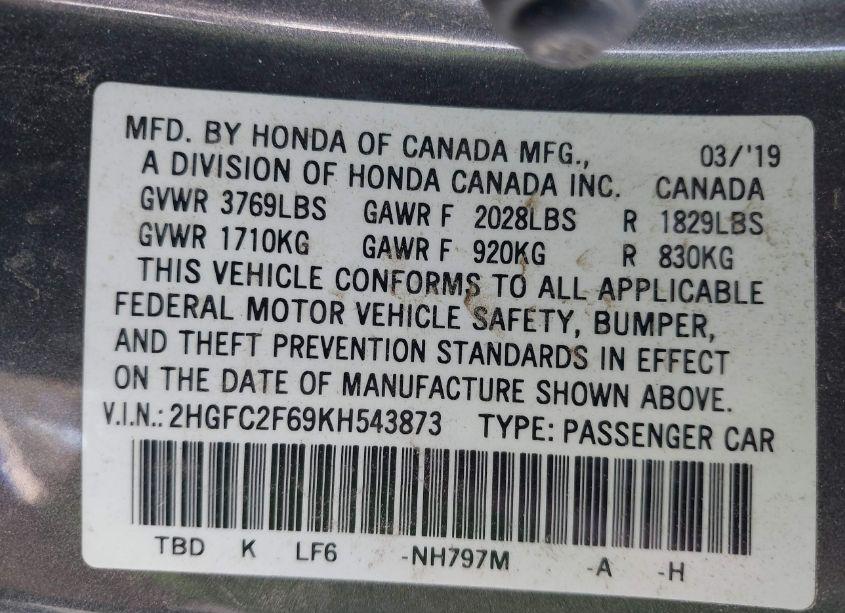 MFD. BY HONDA OF CANADA MFG., 03/'19
A DIVISION OF HONDA CANADA INC. CANADA
GVWR 3769LBS GAWR F 2028LBS R 1829LBS
GVWR 1710KG GAWR F 920KG R 830KG
THIS VEHICLE CONFORMS TO ALL APPLICABLE
FEDERAL MOTOR VEHICLE SAFETY, BUMPER,
AND THEFT PREVENTION STANDARDS IN EFFECT
ON THE DATE OF MANUFACTURE SHOWN ABOVE.
V.I.N.: 2HGFC2F69KH543873 TYPE: PASSENGER CAR
TBD K LF6 -NH797M -A -H